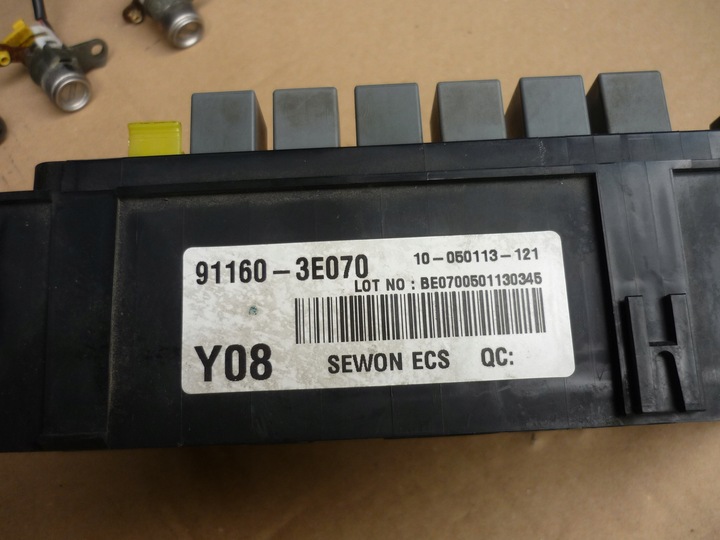 91160-3E070 10-050113-121
LOT NO : BE0700501130345
Y08 SEWON ECS QC: